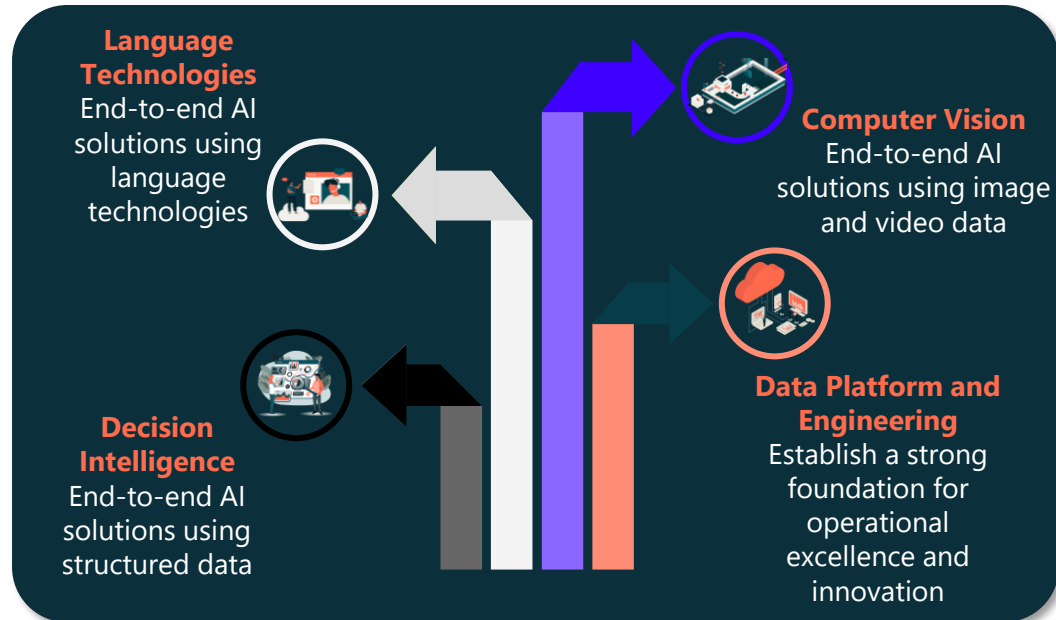 Language
Technologies
End-to-end AI
solutions using
language
technologies
Computer Vision
End-to-end AI
solutions using image
and video data
Decision
Intelligence
End-to-end AI
solutions using
structured data
Data Platform and
Engineering
Establish a strong
foundation for
operational
excellence and
innovation